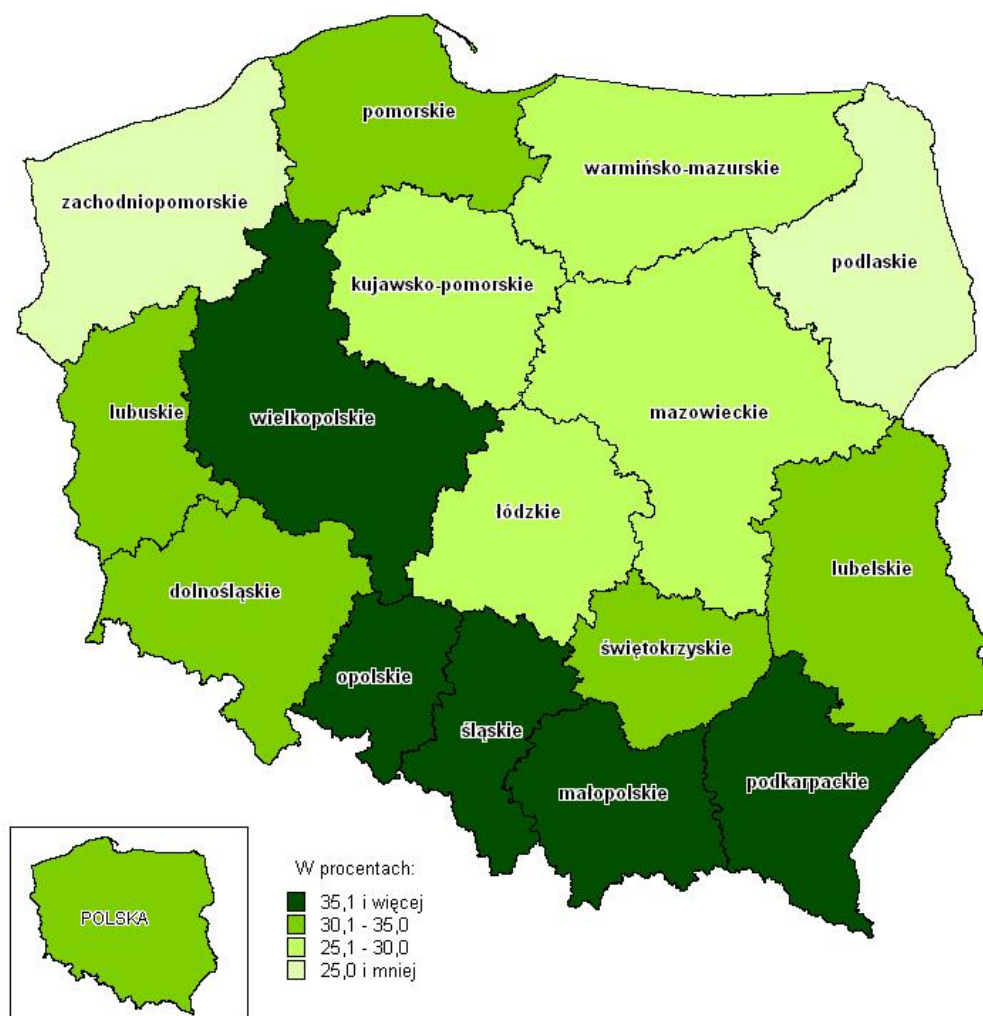 pomorskie
warmińsko-mazurskie
zachodniopomorskie
podlaskie
kujawsko-pomorskie
lubuskie
wielkopolskie
mazowieckie
łódzkie
lubelskie
dolnośląskie
świętokrzyskie
opolskie
śląskie
małopolskie
podkarpackie
POLSKA
W procentach:
35,1 i więcej
30,1 - 35,0
25,1 - 30,0
25,0 i mniej